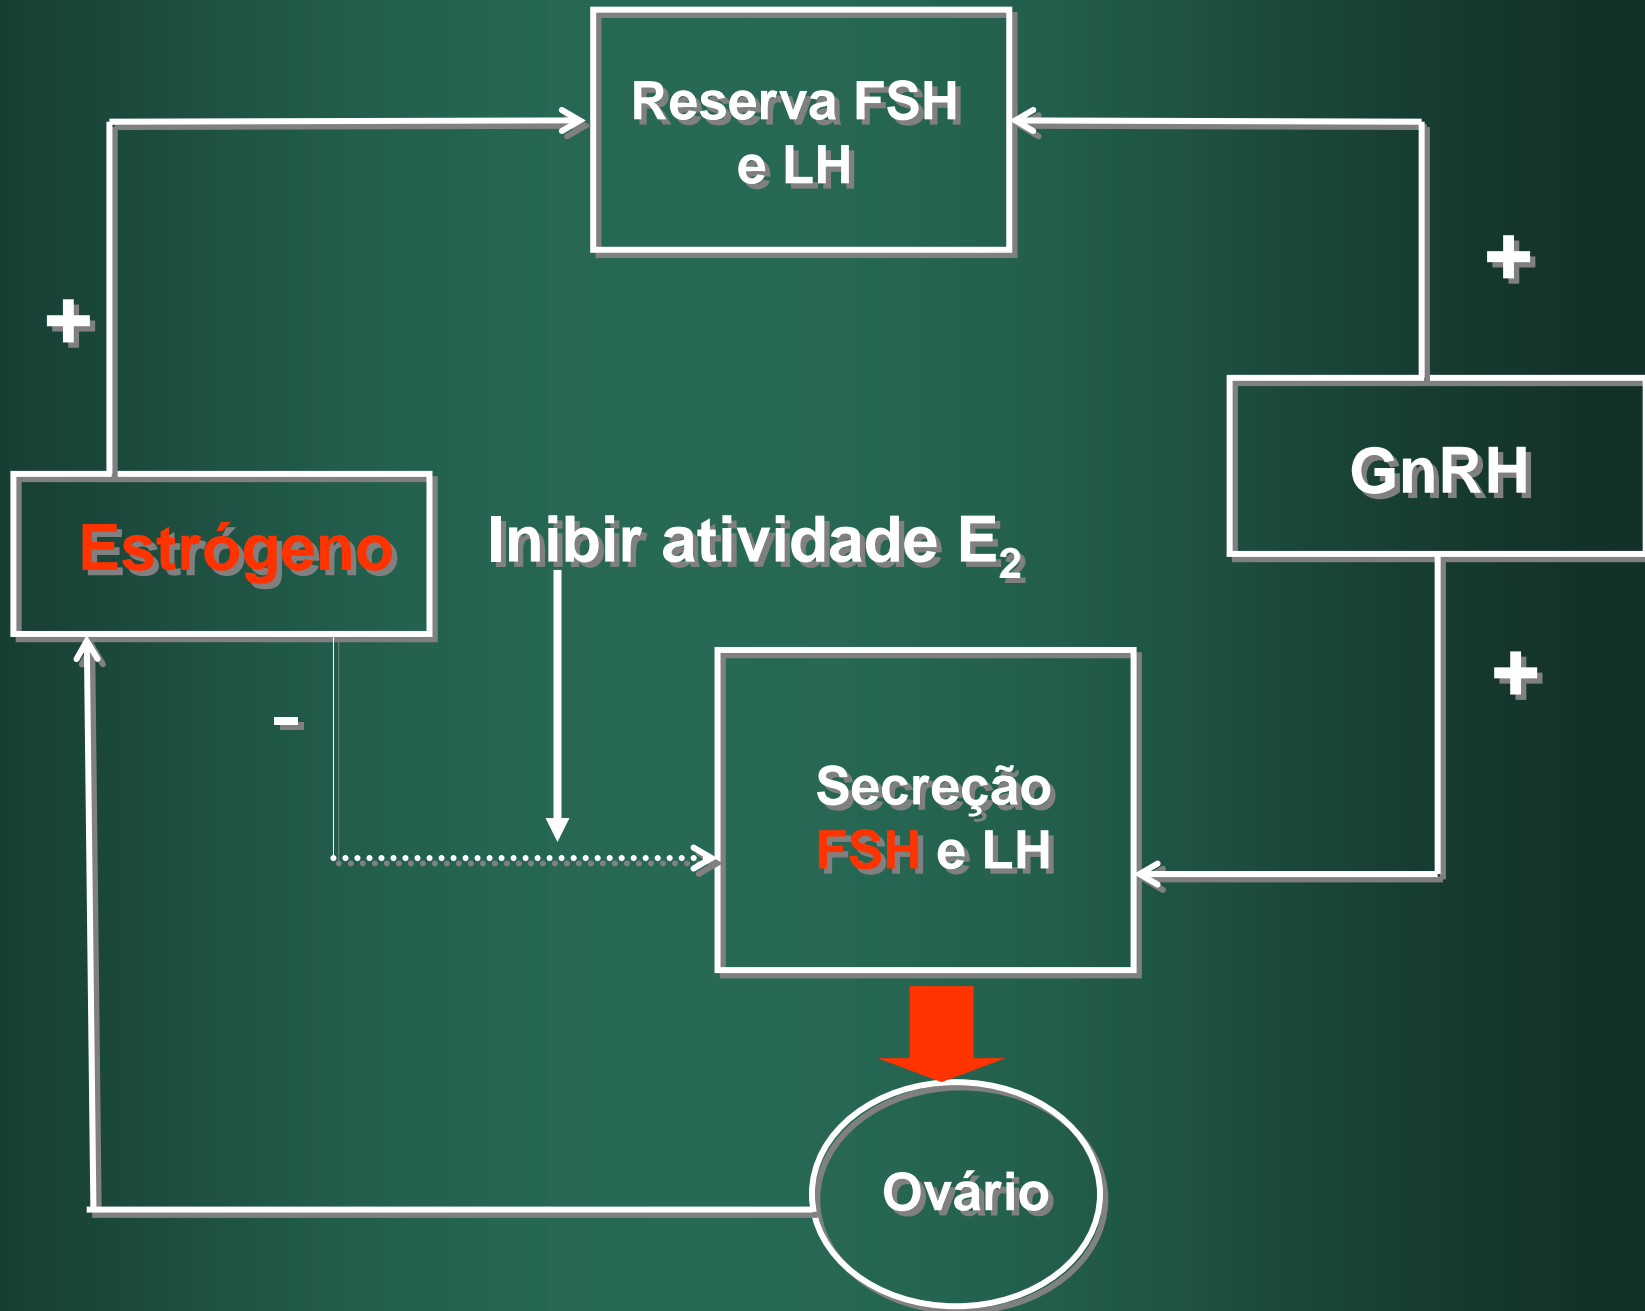 Reserva FSH
e LH
+
+
GnRH
Estrógeno
Inibir atividade E₂
+
-
Secreção
FSH e LH
Ovário